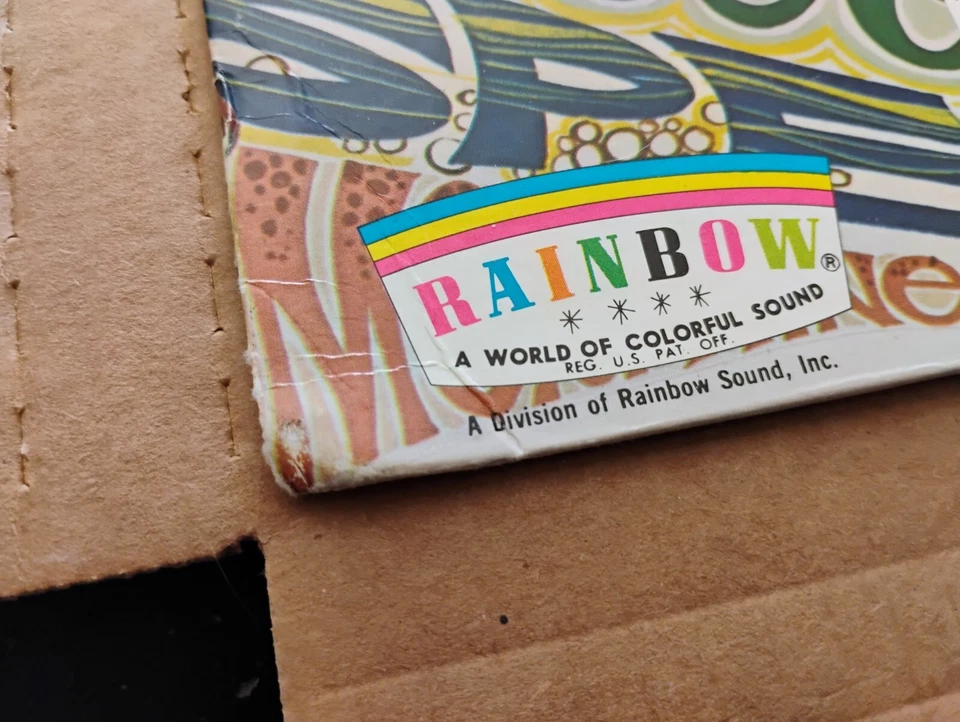 RAINBOW®
A WORLD OF COLORFUL SOUND
REG. U.S. PAT. OFF.
A Division of Rainbow Sound, Inc.